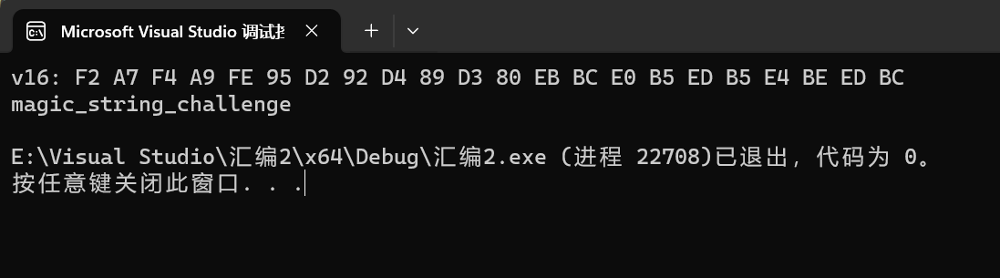 Microsoft Visual Studio 调试控
v16: F2 A7 F4 A9 FE 95 D2 92 D4 89 D3 80 EB BC E0 B5 ED B5 E4 BE ED BC
magic_string_challenge
E:\Visual Studio\汇编2\x64\Debug\汇编2.exe (进程 22708)已退出，代码为 0。
按任意键关闭此窗口. . .